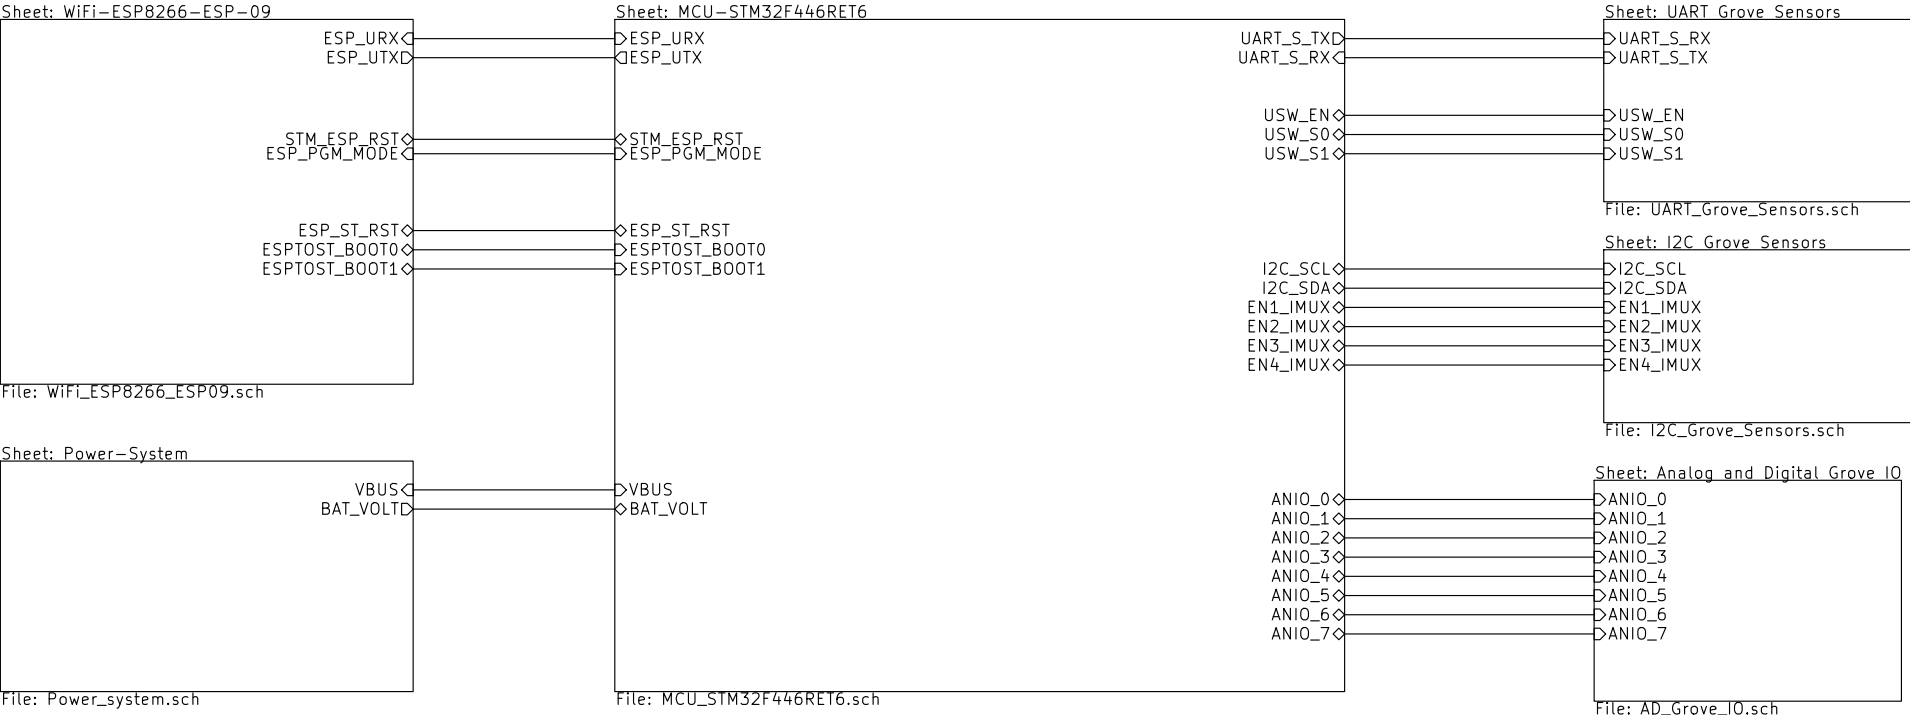 Sheet: WiFi-ESP8266-ESP-09
ESP_URX
ESP_UTX
STM_ESP_RST
ESP_PGM_MODE
ESP_ST_RST
ESPTOST_BOOT0
ESPTOST_BOOT1
File: WiFi_ESP8266_ESP09.sch
Sheet: Power-System
VBUS
BAT_VOLT
File: Power_system.sch
Sheet: MCU-STM32F446RET6
ESP_URX
ESP_UTX
STM_ESP_RST
ESP_PGM_MODE
ESP_ST_RST
ESPTOST_BOOT0
ESPTOST_BOOT1
VBUS
BAT_VOLT
UART_S_TX
UART_S_RX
USW_EN
USW_S0
USW_S1
I2C_SCL
I2C_SDA
EN1_IMUX
EN2_IMUX
EN3_IMUX
EN4_IMUX
ANIO_0
ANIO_1
ANIO_2
ANIO_3
ANIO_4
ANIO_5
ANIO_6
ANIO_7
File: MCU_STM32F446RET6.sch
Sheet: UART Grove Sensors
UART_S_RX
UART_S_TX
USW_EN
USW_S0
USW_S1
File: UART_Grove_Sensors.sch
Sheet: I2C Grove Sensors
I2C_SCL
I2C_SDA
EN1_IMUX
EN2_IMUX
EN3_IMUX
EN4_IMUX
File: I2C_Grove_Sensors.sch
Sheet: Analog and Digital Grove IO
ANIO_0
ANIO_1
ANIO_2
ANIO_3
ANIO_4
ANIO_5
ANIO_6
ANIO_7
File: AD_Grove_IO.sch